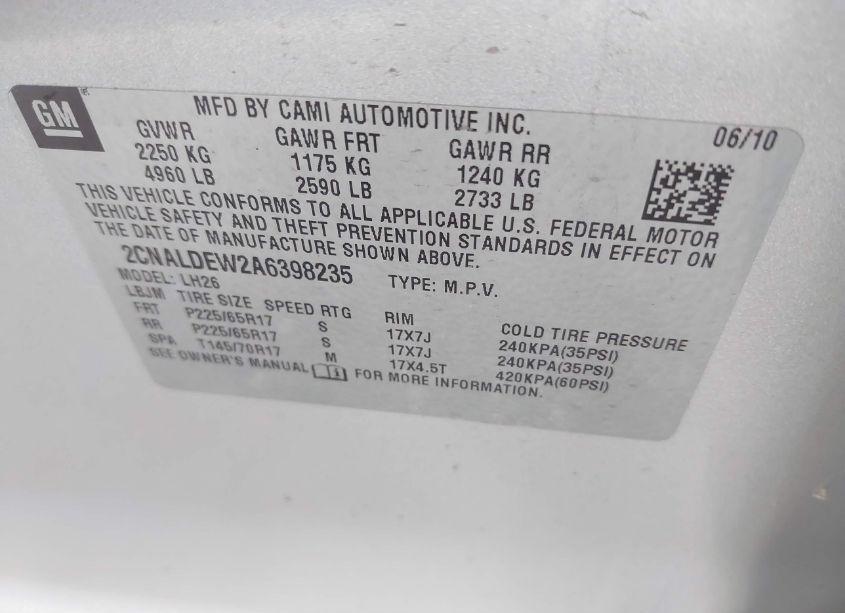 GM
MFD BY CAMI AUTOMOTIVE INC. 06/10
GVWR GAWR FRT GAWR RR
2250 KG 1175 KG 1240 KG
4960 LB 2590 LB 2733 LB
THIS VEHICLE CONFORMS TO ALL APPLICABLE U.S. FEDERAL MOTOR
VEHICLE SAFETY AND THEFT PREVENTION STANDARDS IN EFFECT ON
THE DATE OF MANUFACTURE SHOWN ABOVE.
2CNALDEW2A6398235 TYPE: M.P.V.
MODEL: LH26
LBJM TIRE SIZE SPEED RTG RIM COLD TIRE PRESSURE
FRT P225/65R17 S 17X7J 240KPA(35PSI)
RR P225/65R17 S 17X7J 240KPA(35PSI)
SPA T145/70R17 M 17X4.5T 420KPA(60PSI)
SEE OWNER'S MANUAL FOR MORE INFORMATION.